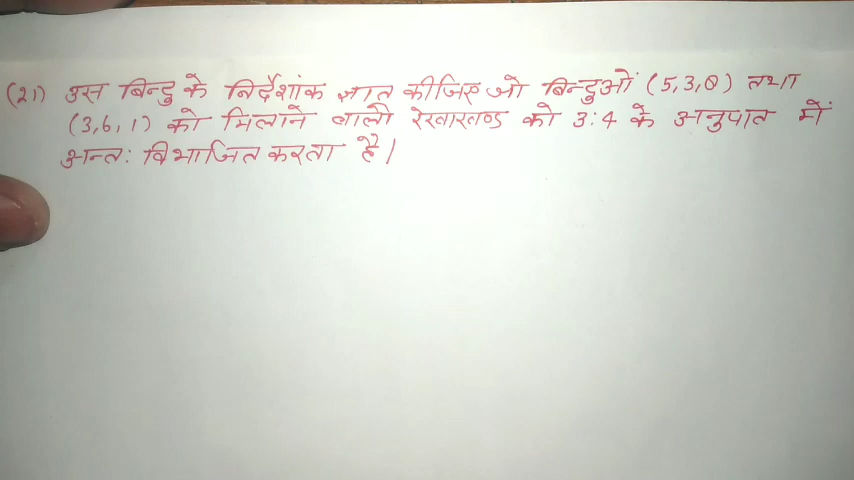 (21) उस बिन्दु के निर्देशांक ज्ञात कीजिए जो बिन्दुओं (5,3,0) तथा
(3,6,1) को मिलाने वाली रेखाखण्ड को 3:4 के अनुपात में
अन्त: विभाजित करता है।